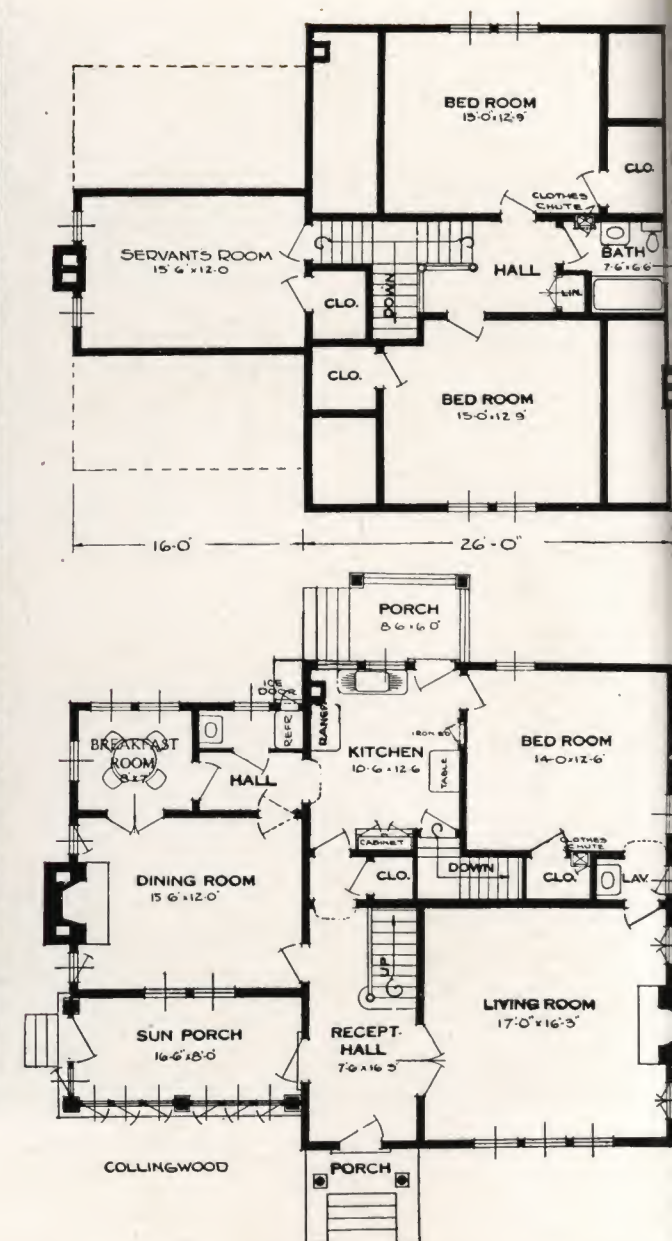 BED ROOM
15'-0"x12'-9"
CLO.
CLOTHES
CHUTE
SERVANTS ROOM
15'6"x12'-0
HALL
BATH
7'-6"x6'6"
LIN.
DOWN
CLO.
CLO.
BED ROOM
15'-0"x12'9"
16'-0"
26'-0"
PORCH
8'6"x6'0"
ICE
DOOR
REFR.
RANGE
BREAKFAST
ROOM
8'x7'
HALL
KITCHEN
10'-6"x12'6
IRON BD.
TABLE
BED ROOM
14'-0x12'-6"
CABINET
CLOTHES
CHUTE
DINING ROOM
15'6"x12'-0"
CLO.
DOWN
CLO.
LAV.
UP
LIVING ROOM
17'-0"x16'-3"
SUN PORCH
16'-6"x8'-0"
RECEPT.
HALL
7'6"x16'3"
COLLINGWOOD
PORCH